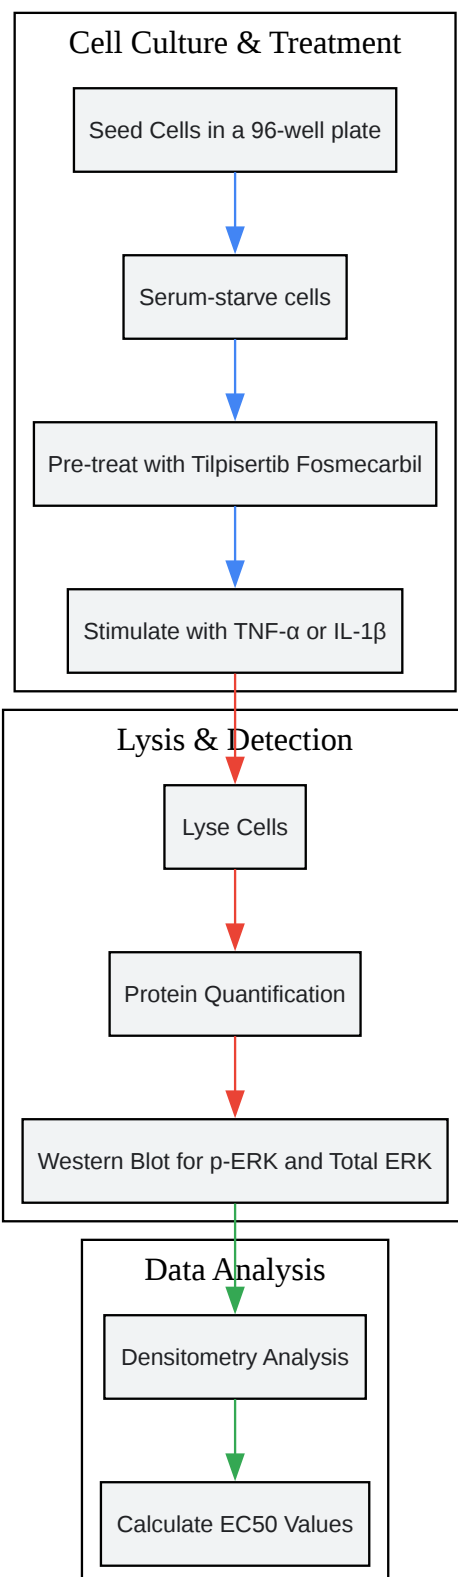 Cell Culture & Treatment
Seed Cells in a 96-well plate
Serum-starve cells
Pre-treat with Tilpisertib Fosmecarbil
Stimulate with TNF-α or IL-1β
Lysis & Detection
Lyse Cells
Protein Quantification
Western Blot for p-ERK and Total ERK
Data Analysis
Densitometry Analysis
Calculate EC50 Values